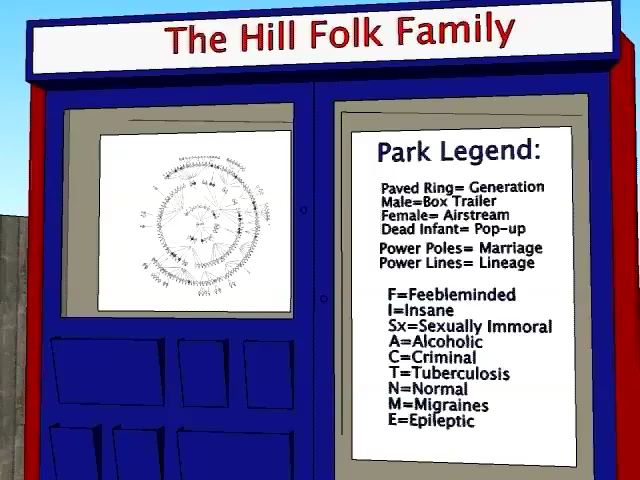 The Hill Folk Family
Park Legend:
Paved Ring= Generation
Male=Box Trailer
Female= Airstream
Dead Infant= Pop-up
Power Poles= Marriage
Power Lines= Lineage
F=Feebleminded
I=Insane
Sx=Sexually Immoral
A=Alcoholic
C=Criminal
T=Tuberculosis
N=Normal
M=Migraines
E=Epileptic